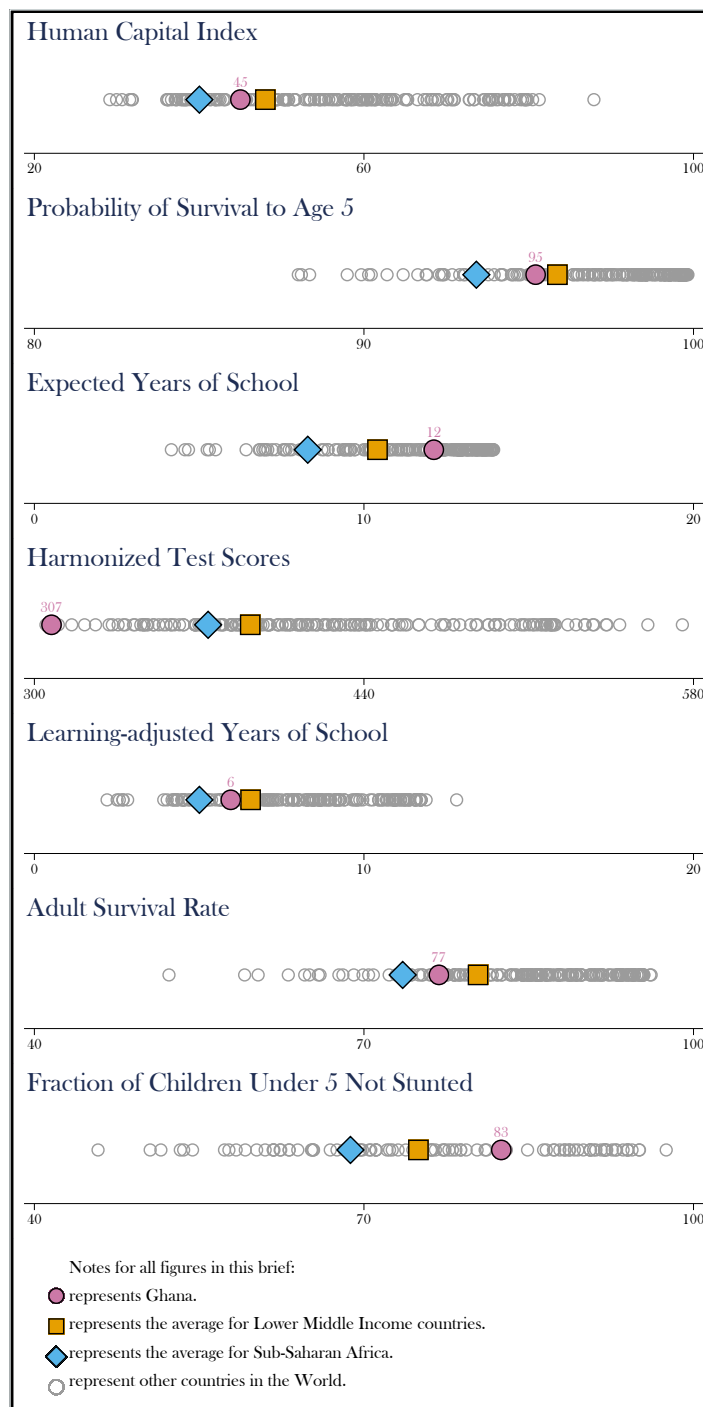 Human Capital Index
45
20 60 100
Probability of Survival to Age 5
95
80 90 100
Expected Years of School
12
0 10 20
Harmonized Test Scores
307
300 440 580
Learning-adjusted Years of School
6
0 10 20
Adult Survival Rate
77
40 70 100
Fraction of Children Under 5 Not Stunted
83
40 70 100
Notes for all figures in this brief:
represents Ghana.
represents the average for Lower Middle Income countries.
represents the average for Sub-Saharan Africa.
represent other countries in the World.